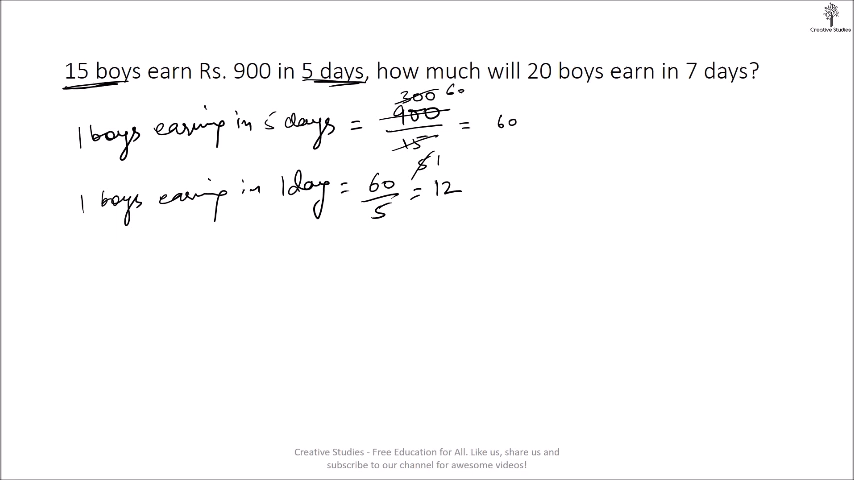 Creative Studies
15 boys earn Rs. 900 in 5 days, how much will 20 boys earn in 7 days?
300 60
1 boys earning in 5 days = 900/15 = 60
5 1
1 boys earning in 1 day = 60/5 = 12
Creative Studies - Free Education for All. Like us, share us and
subscribe to our channel for awesome videos!